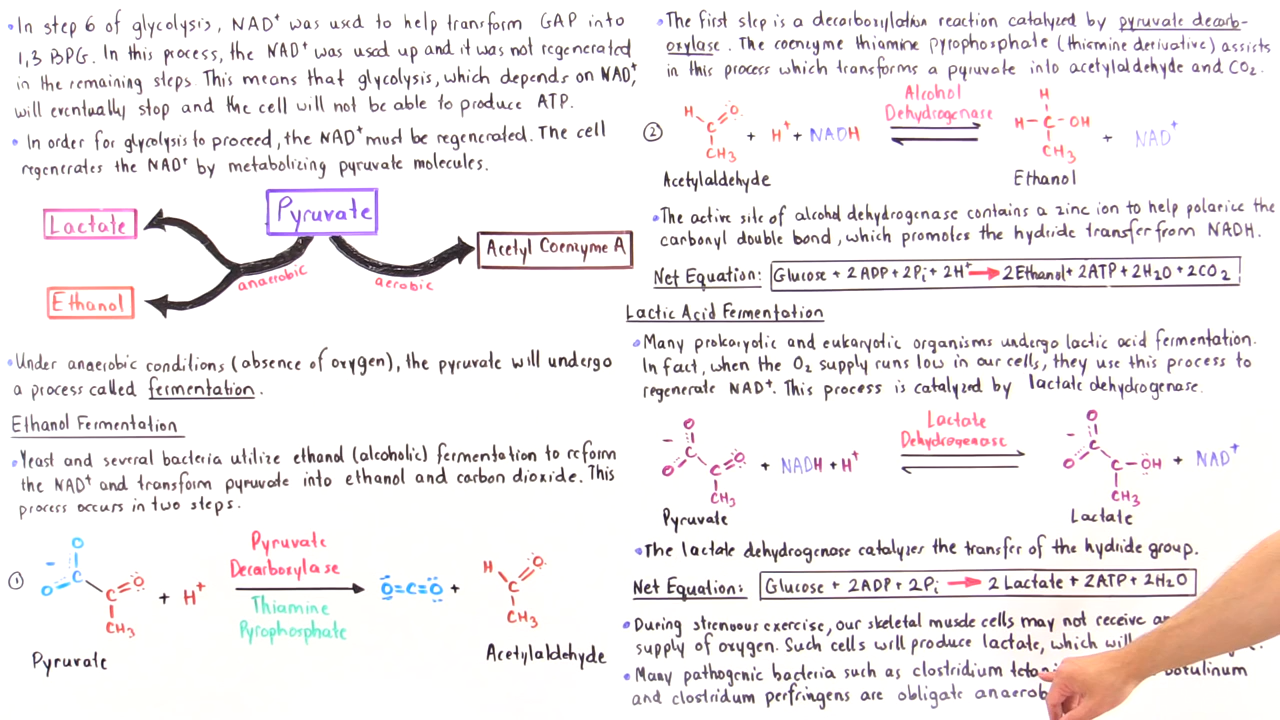 •In step 6 of glycolysis, NAD+ was used to help transform GAP into
1,3 BPG. In this process, the NAD+ was used up and it was not regenerated
in the remaining steps. This means that glycolysis, which depends on NAD+,
will eventually stop and the cell will not be able to produce ATP.
• In order for glycolysis to proceed, the NAD+ must be regenerated. The cell
regenerates the NAD+ by metabolizing pyruvate molecules.
Pyruvate
Lactate
Acetyl Coenzyme A
anaerobic
aerobic
Ethanol
•Under anaerobic conditions (absence of oxygen), the pyruvate will undergo
a process called fermentation.
Ethanol Fermentation
•Yeast and several bacteria utilize ethanol (alcoholic) fermentation to reform
the NAD+ and transform pyruvate into ethanol and carbon dioxide. This
process occurs in two steps.
① O - O C C O CH3 + H+
Pyruvate
Decarboxylase
Thiamine
Pyrophosphate
O=C=O + H C O CH3
Pyruvate
Acetylaldehyde
•The first step is a decarboxylation reaction catalyzed by pyruvate decarb-
oxylase. The coenzyme thiamine pyrophosphate (thiamine derivative) assists
in this process which transforms a pyruvate into acetylaldehyde and CO2.
② H C O CH3 + H+ + NADH
Alcohol
Dehydrogenase
H H-C-OH CH3 + NAD+
Acetylaldehyde
Ethanol
•The active site of alcohol dehydrogenase contains a zinc ion to help polarize the
carbonyl double bond, which promotes the hydride transfer from NADH.
Net Equation: Glucose + 2ADP + 2Pi + 2H+ → 2Ethanol + 2ATP + 2H2O + 2CO2
Lactic Acid Fermentation
•Many prokaryotic and eukaryotic organisms undergo lactic acid fermentation.
In fact, when the O2 supply runs low in our cells, they use this process to
regenerate NAD+. This process is catalyzed by lactate dehydrogenase.
O - O C C O CH3 + NADH + H+
Lactate
Dehydrogenase
O - O C C-OH CH3 + NAD+
Pyruvate
Lactate
•The lactate dehydrogenase catalyzes the transfer of the hydride group.
Net Equation: Glucose + 2ADP + 2Pi → 2 Lactate + 2ATP + 2H2O
•During strenuous exercise, our skeletal muscle cells may not receive
supply of oxygen. Such cells will produce lactate, which will
•Many pathogenic bacteria such as clostridium botulinum
and clostridum perfringens are obligate